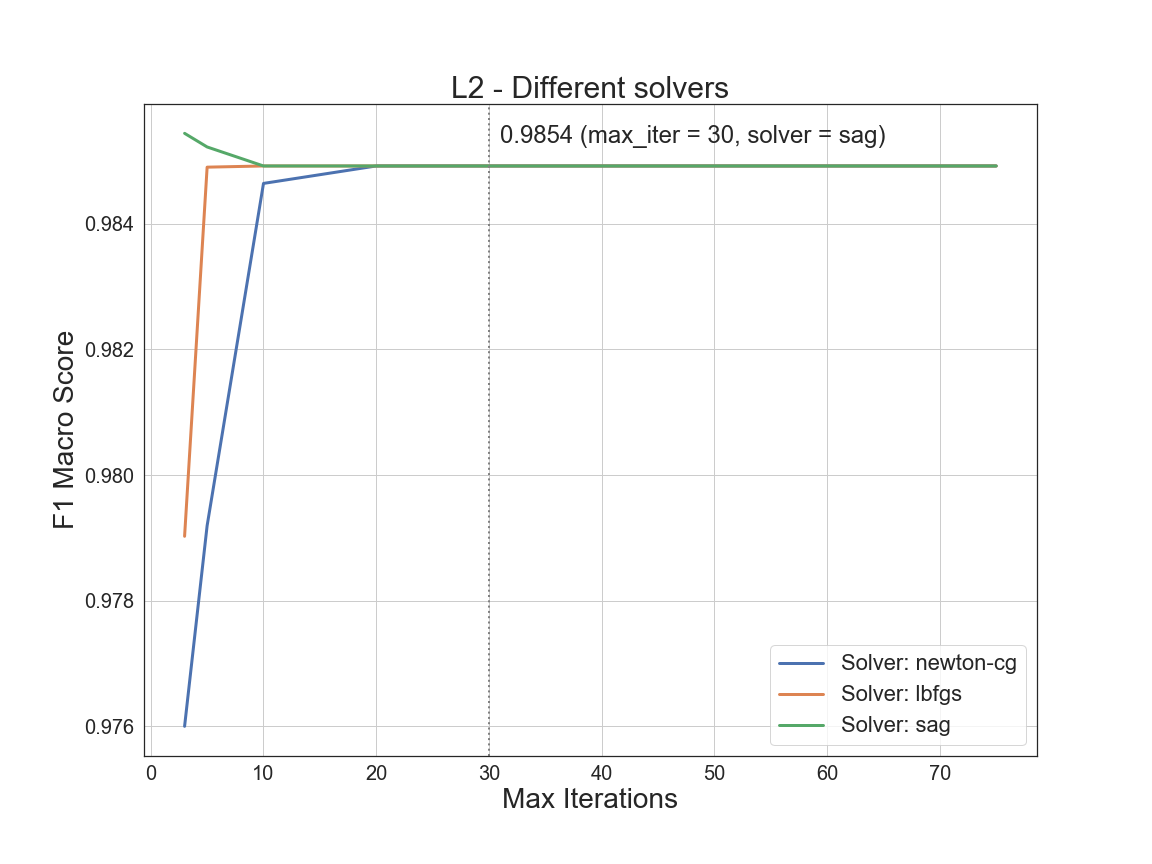 L2 - Different solvers
0.9854 (max_iter = 30, solver = sag)
F1 Macro Score
0.984
0.982
0.980
0.978
0.976
0 10 20 30 40 50 60 70
Max Iterations
Solver: newton-cg
Solver: lbfgs
Solver: sag